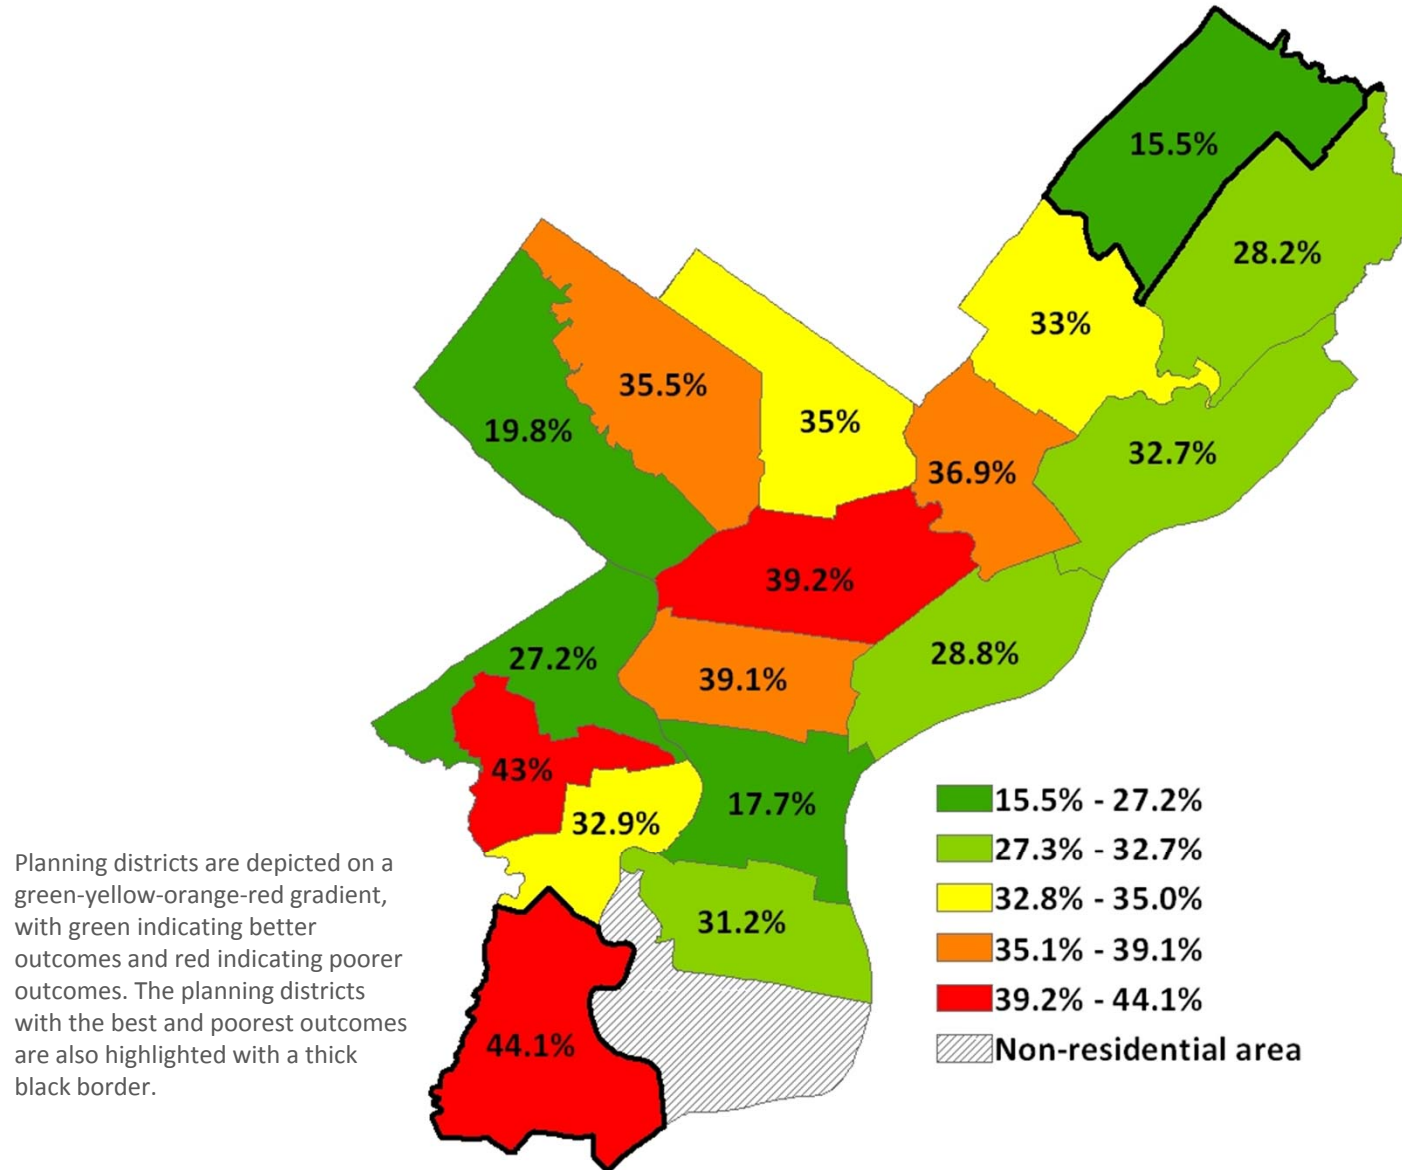 15.5%
28.2%
33%
35.5%
35%
19.8%
36.9%
32.7%
39.2%
27.2%
39.1%
28.8%
43%
17.7%
32.9%
31.2%
44.1%
15.5% - 27.2%
27.3% - 32.7%
32.8% - 35.0%
35.1% - 39.1%
39.2% - 44.1%
Non-residential area
Planning districts are depicted on a
green-yellow-orange-red gradient,
with green indicating better
outcomes and red indicating poorer
outcomes. The planning districts
with the best and poorest outcomes
are also highlighted with a thick
black border.